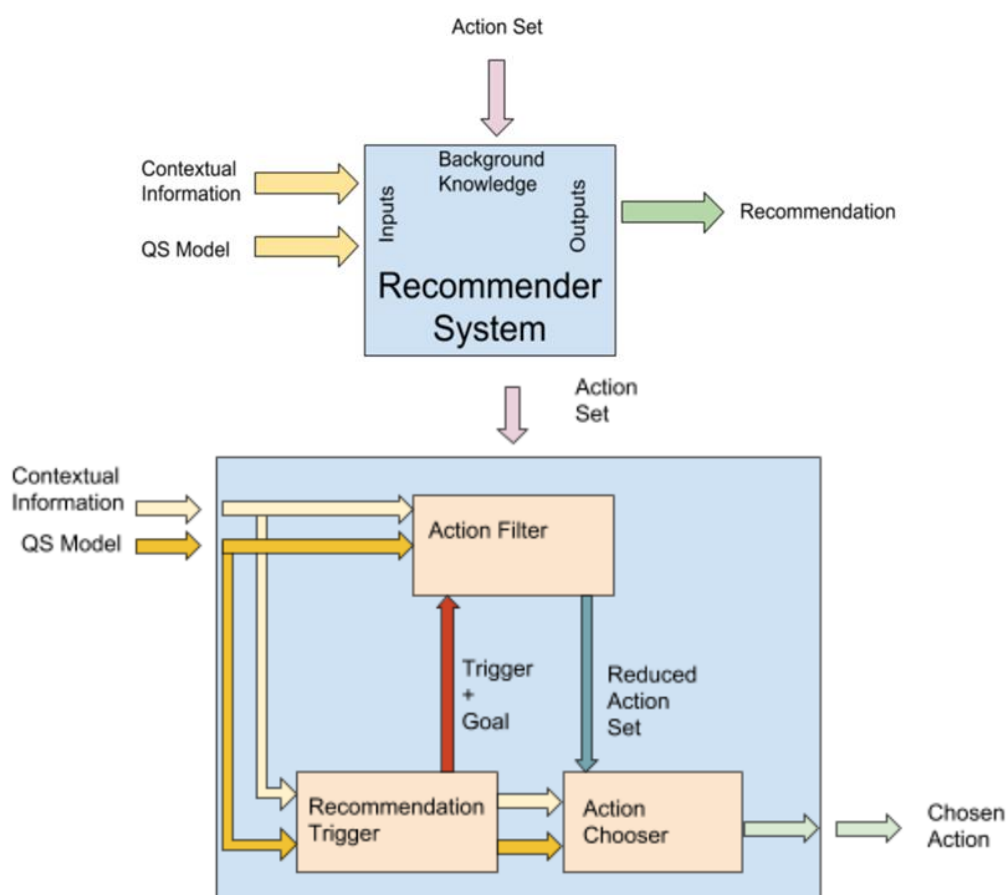 Action Set
Contextual
Information
QS Model
Background
Knowledge
Inputs
Outputs
Recommender
System
Recommendation
Action
Set
Contextual
Information
QS Model
Action Filter
Trigger
+
Goal
Reduced
Action
Set
Recommendation
Trigger
Action
Chooser
Chosen
Action